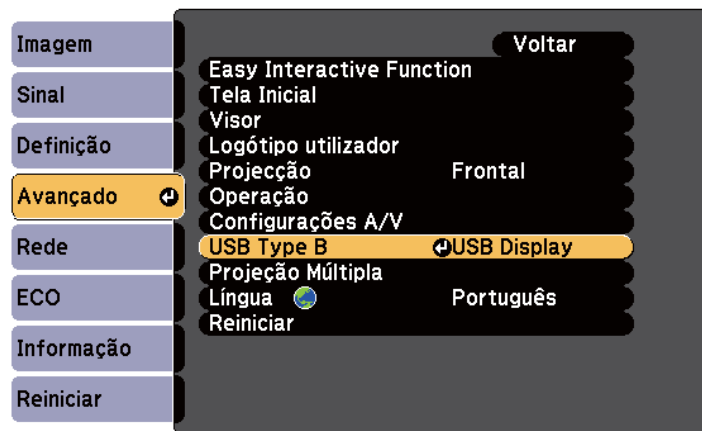 Imagem
Sinal
Definição
Avançado
Rede
ECO
Informação
Reiniciar
Voltar
Easy Interactive Function
Tela Inicial
Visor
Logótipo utilizador
Projecção Frontal
Operação
Configurações A/V
USB Type B USB Display
Projeção Múltipla
Língua Português
Reiniciar